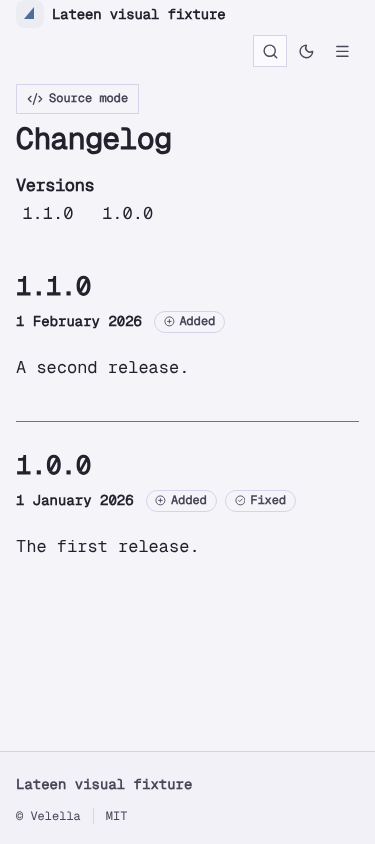 Lateen visual fixture
Source mode
Changelog
Versions
1.1.0 1.0.0
1.1.0
1 February 2026 Added
A second release.
1.0.0
1 January 2026 Added Fixed
The first release.
Lateen visual fixture
© Velella MIT